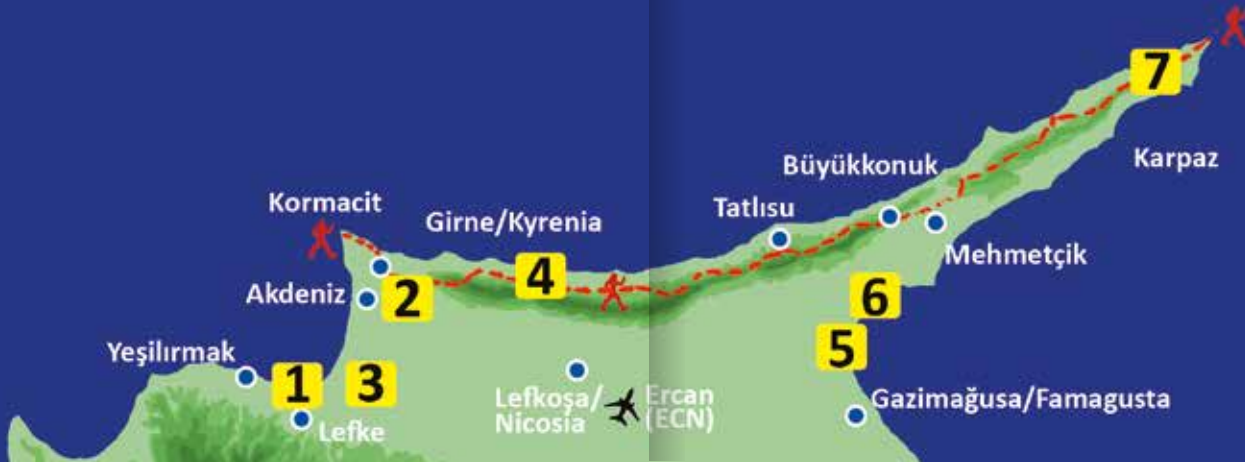 7
Karpaz
Büyükkonuk
Kormacit
Girne/Kyrenia
Tatlısu
Mehmetçik
4
Akdeniz
2
6
Yeşilırmak
5
1
3
Lefkoşa/
Nicosia
Ercan
(ECN)
Gazimağusa/Famagusta
Lefke